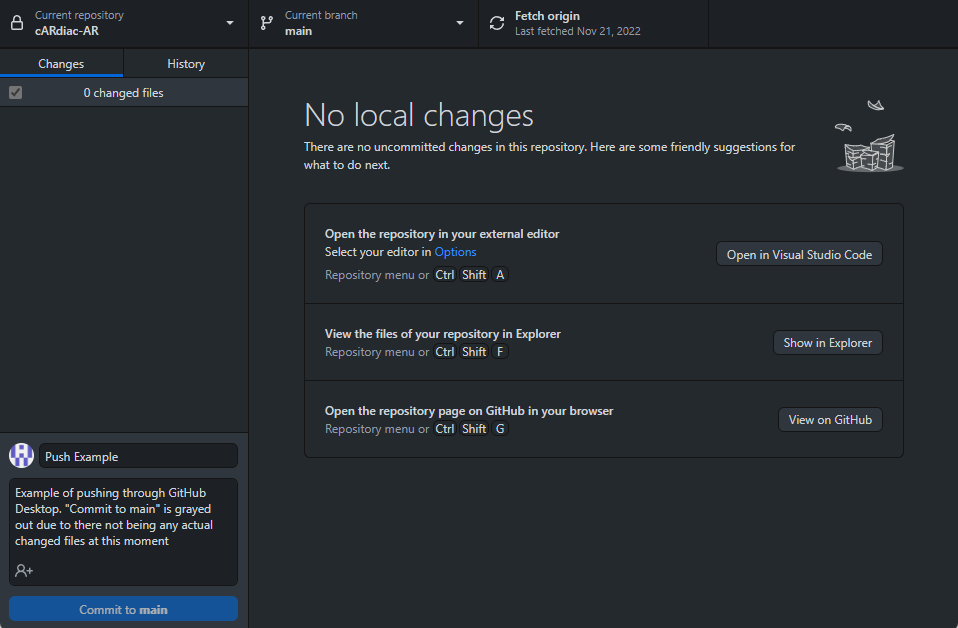 Current repository
cARdiac-AR
Current branch
main
Fetch origin
Last fetched Nov 21, 2022
Changes
History
0 changed files
No local changes
There are no uncommitted changes in this repository. Here are some friendly suggestions for
what to do next.
Open the repository in your external editor
Select your editor in Options
Repository menu or Ctrl Shift A
Open in Visual Studio Code
View the files of your repository in Explorer
Repository menu or Ctrl Shift F
Show in Explorer
Open the repository page on GitHub in your browser
Repository menu or Ctrl Shift G
View on GitHub
Push Example
Example of pushing through GitHub
Desktop. "Commit to main" is grayed
out due to there not being any actual
changed files at this moment
Commit to main